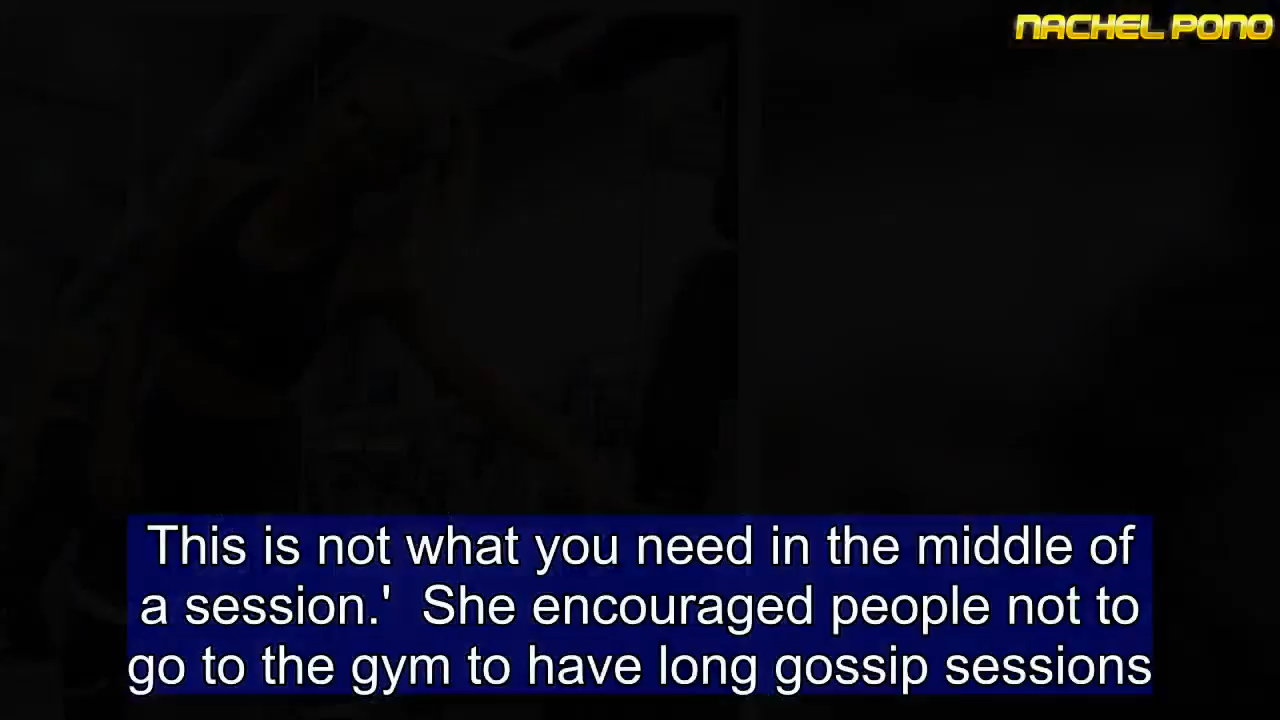 NACHEL PONO
This is not what you need in the middle of
a session.'  She encouraged people not to
go to the gym to have long gossip sessions